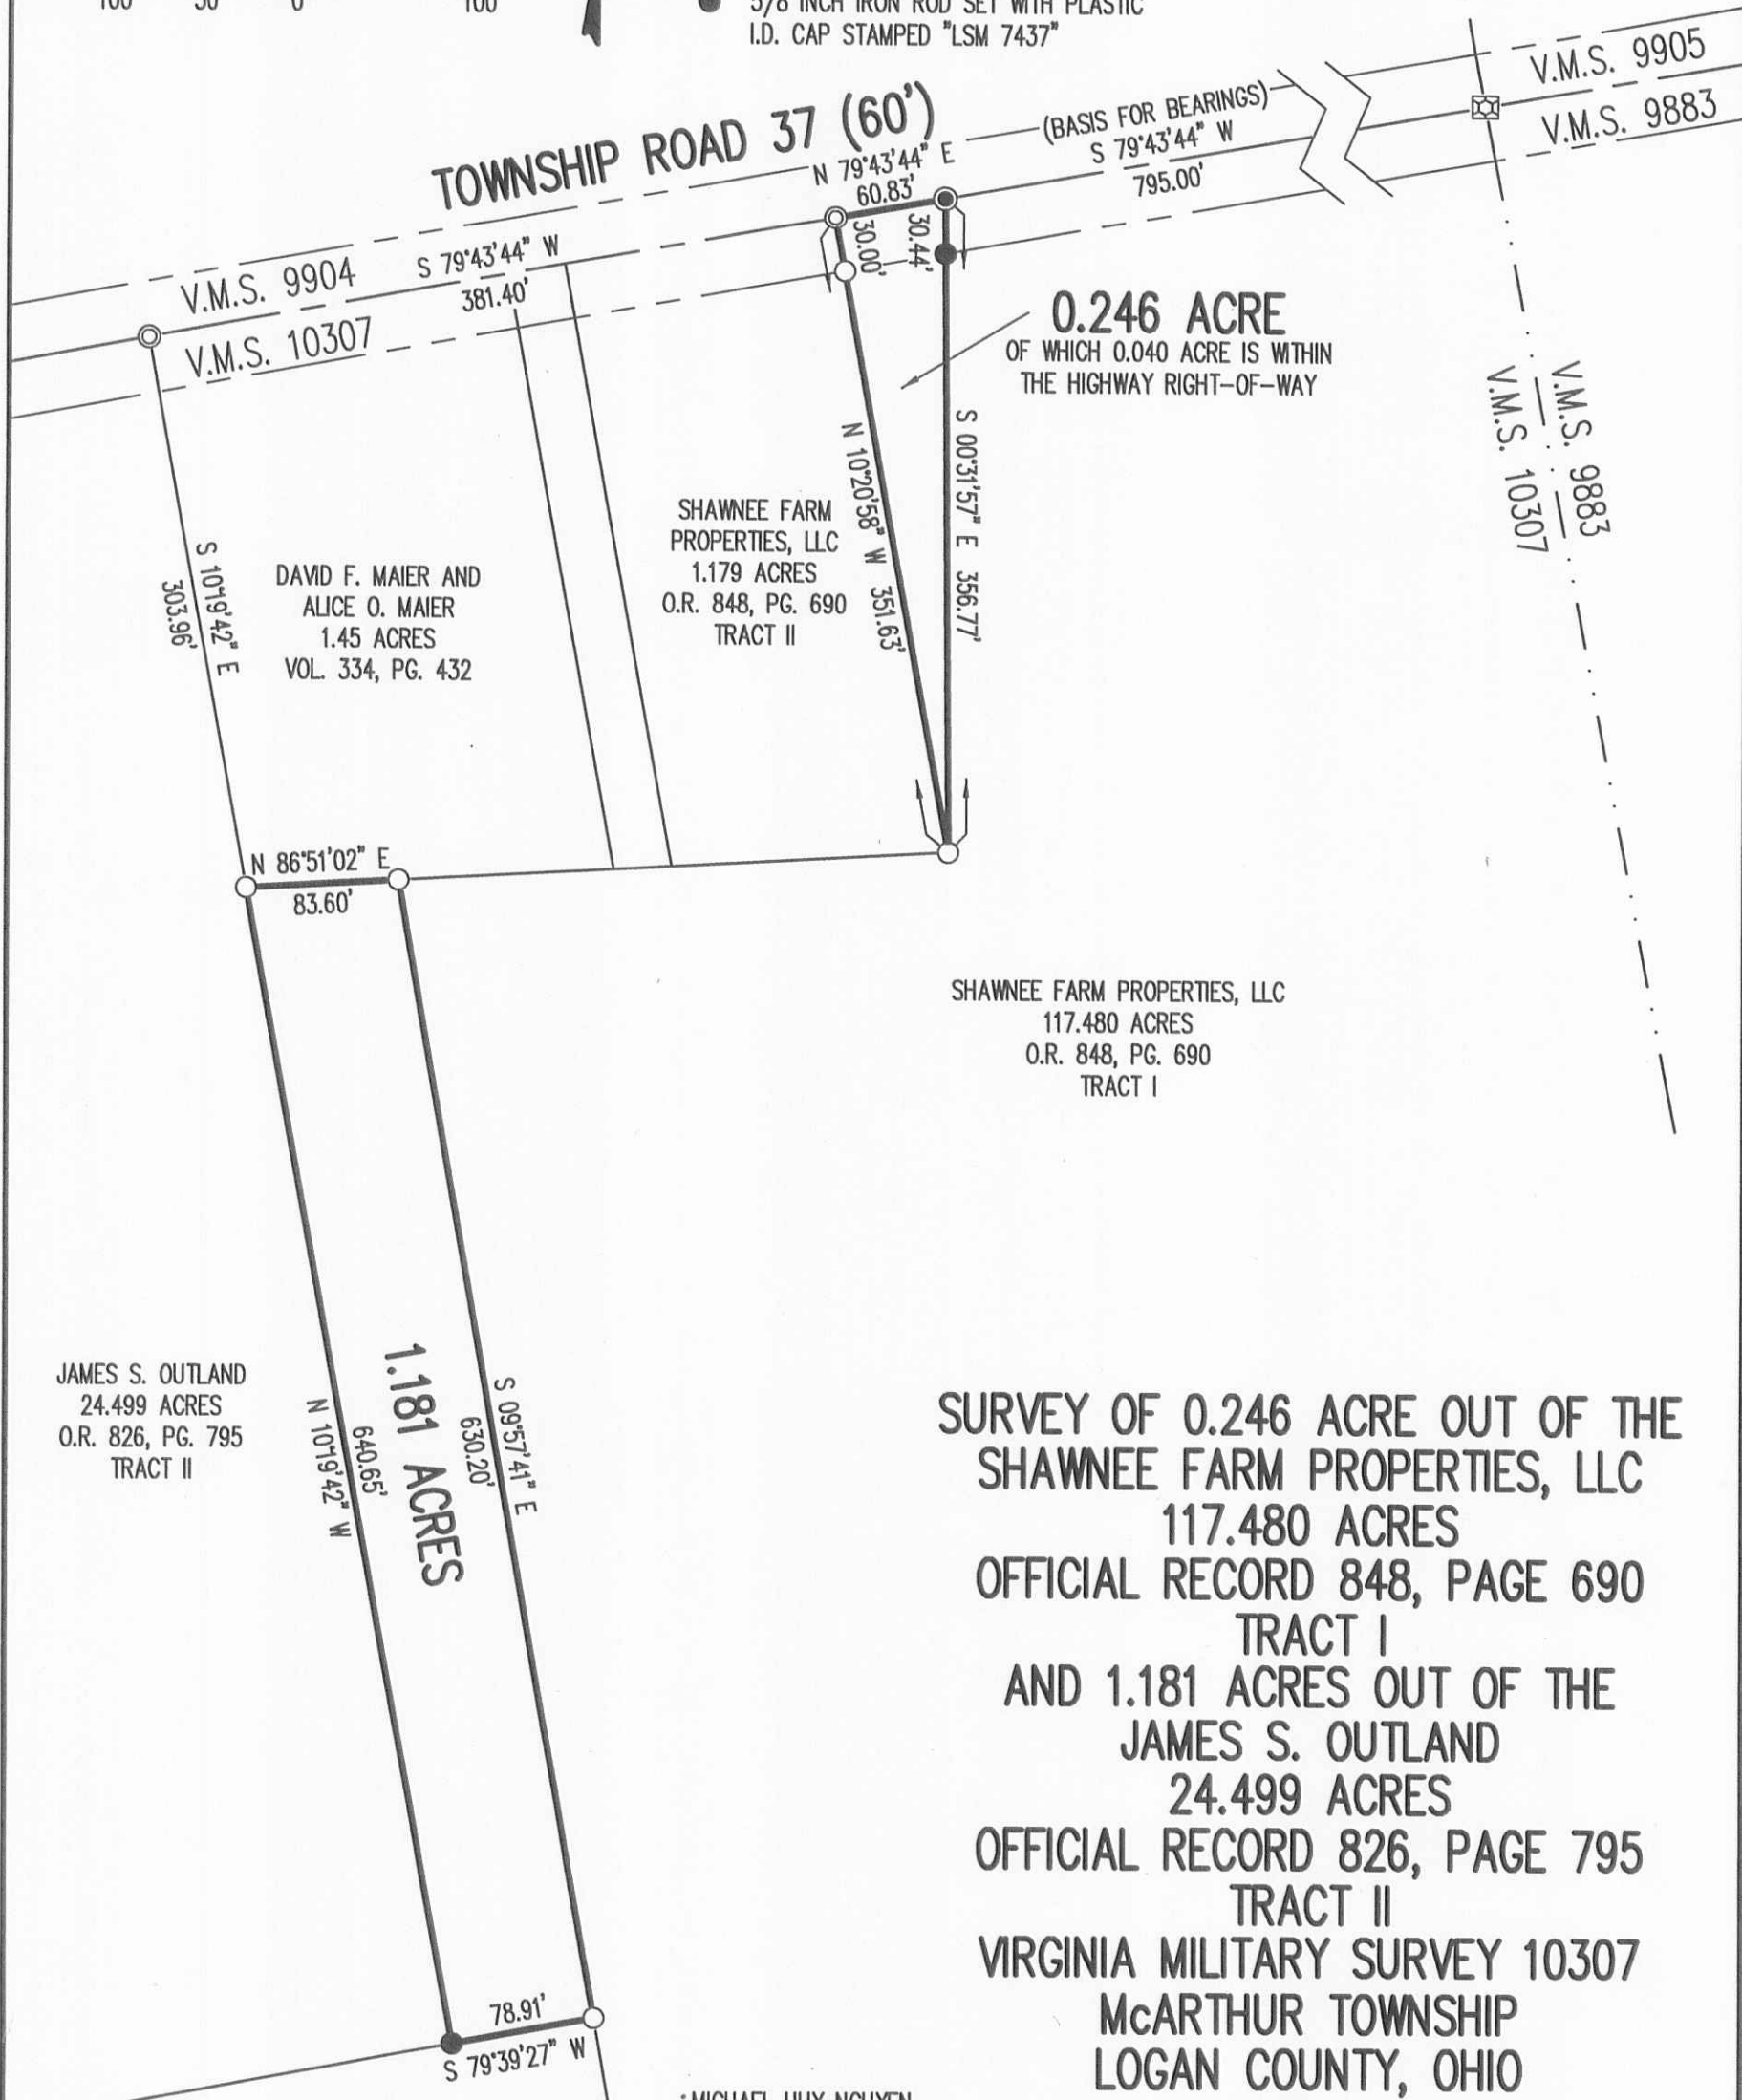 100 50 0 100
5/8 INCH IRON ROD SET WITH PLASTIC
I.D. CAP STAMPED "LSM 7437"
V.M.S. 9905
V.M.S. 9883
TOWNSHIP ROAD 37 (60')
(BASIS FOR BEARINGS)
S 79°43'44" W
795.00'
N 79°43'44" E
60.83'
30.00'
30.44'
V.M.S. 9904
S 79°43'44" W
381.40'
V.M.S. 10307
0.246 ACRE
OF WHICH 0.040 ACRE IS WITHIN
THE HIGHWAY RIGHT-OF-WAY
V.M.S. 9883
V.M.S. 10307
N 10°20'58" W 351.63'
S 00°31'57" E 356.77'
SHAWNEE FARM
PROPERTIES, LLC
1.179 ACRES
O.R. 848, PG. 690
TRACT II
S 10°19'42" E
303.96'
DAVID F. MAIER AND
ALICE O. MAIER
1.45 ACRES
VOL. 334, PG. 432
N 86°51'02" E
83.60'
SHAWNEE FARM PROPERTIES, LLC
117.480 ACRES
O.R. 848, PG. 690
TRACT I
JAMES S. OUTLAND
24.499 ACRES
O.R. 826, PG. 795
TRACT II
N 10°19'42" W
640.65'
1.181 ACRES
S 09°57'41" E
630.20'
SURVEY OF 0.246 ACRE OUT OF THE
SHAWNEE FARM PROPERTIES, LLC
117.480 ACRES
OFFICIAL RECORD 848, PAGE 690
TRACT I
AND 1.181 ACRES OUT OF THE
JAMES S. OUTLAND
24.499 ACRES
OFFICIAL RECORD 826, PAGE 795
TRACT II
VIRGINIA MILITARY SURVEY 10307
McARTHUR TOWNSHIP
LOGAN COUNTY, OHIO
78.91'
S 79°39'27" W
MICHAEL HUY NGUYEN